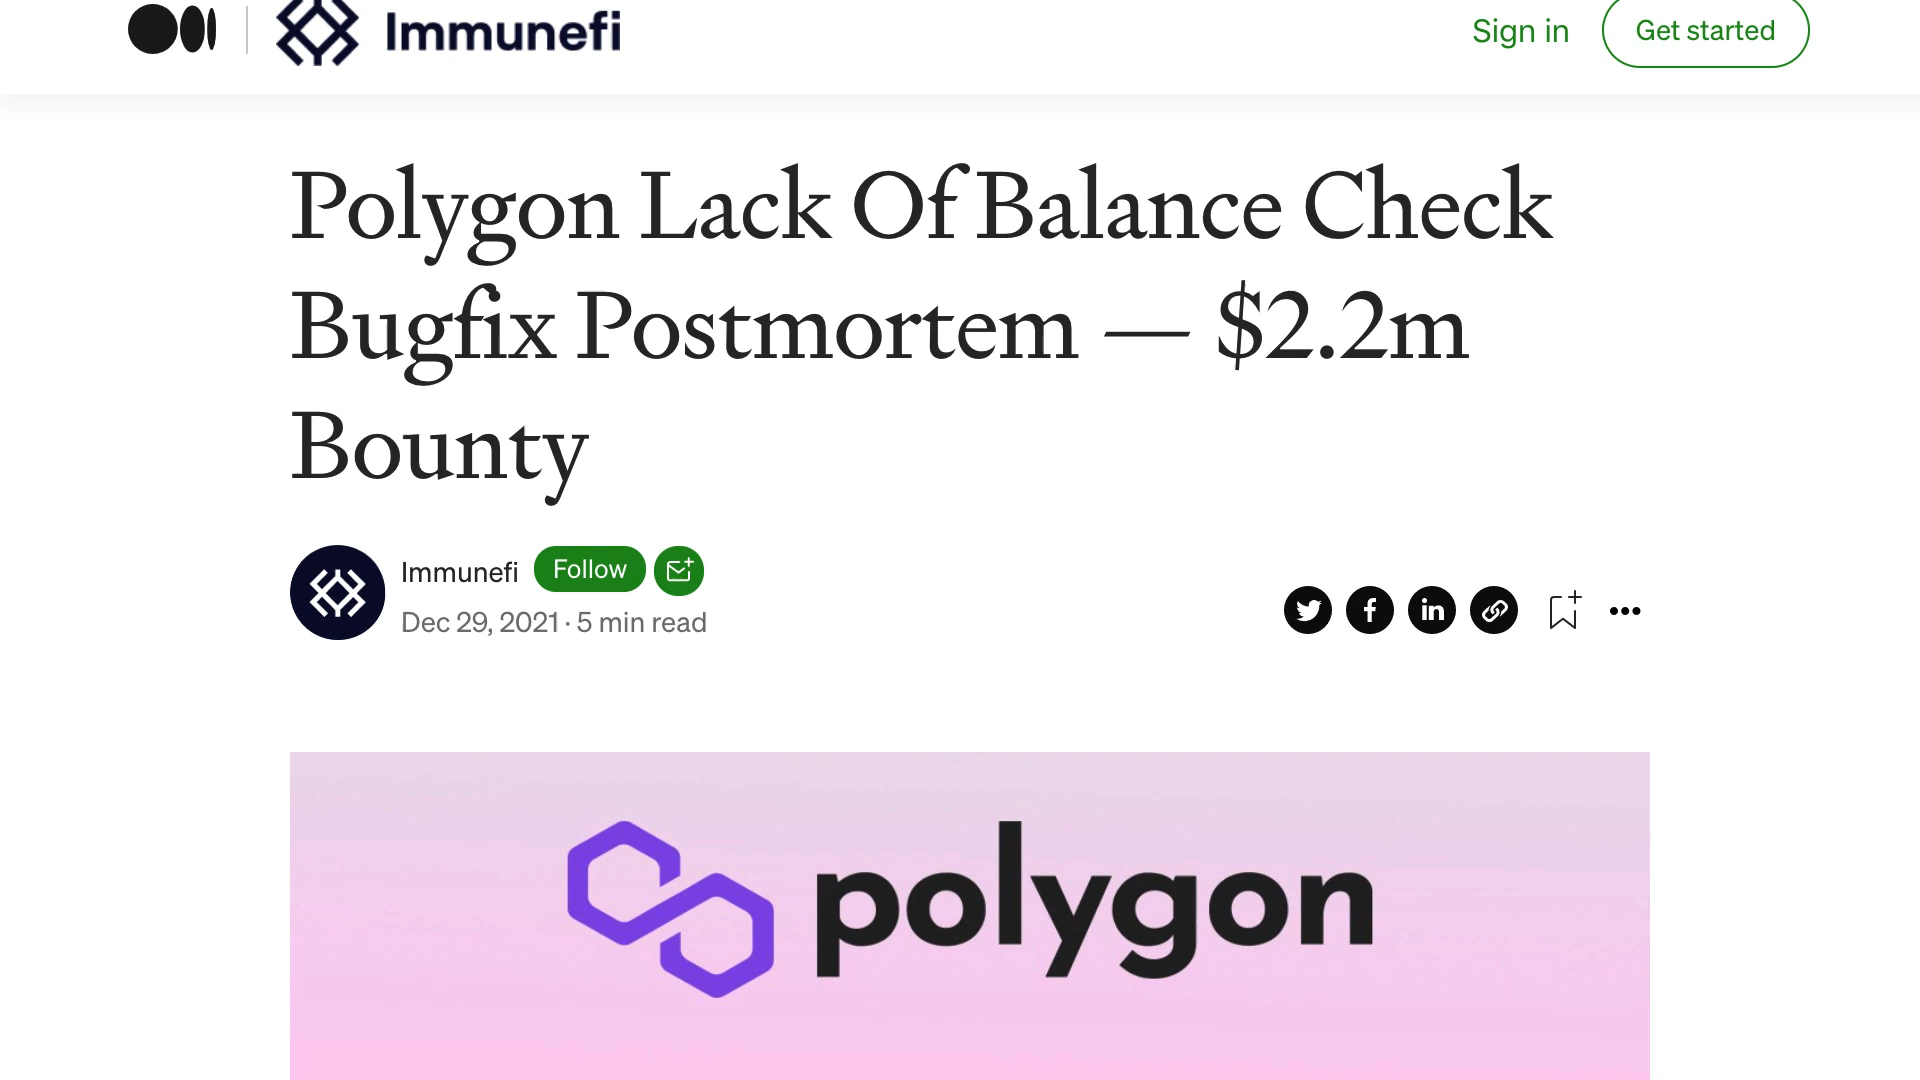 Immunefi
Sign in
Get started
Polygon Lack Of Balance Check
Bugfix Postmortem — $2.2m
Bounty
Immunefi
Follow
Dec 29, 2021 · 5 min read
polygon